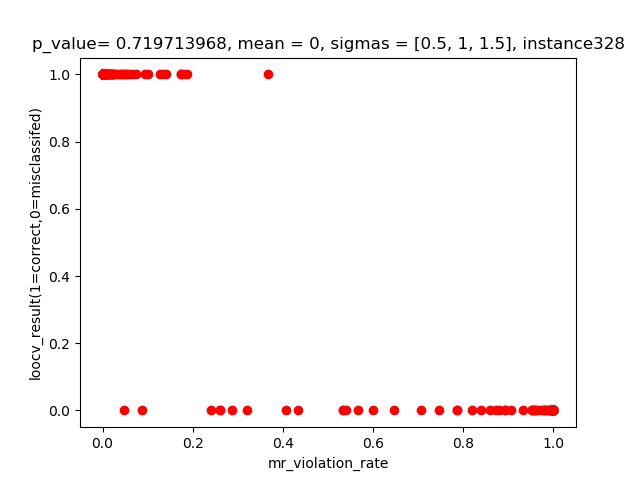 p_value= 0.719713968, mean = 0, sigmas = [0.5, 1, 1.5], instance328
1.0
0.8
0.6
0.4
0.2
0.0
loocv_result(1=correct,0=misclassifed)
0.0 0.2 0.4 0.6 0.8 1.0
mr_violation_rate